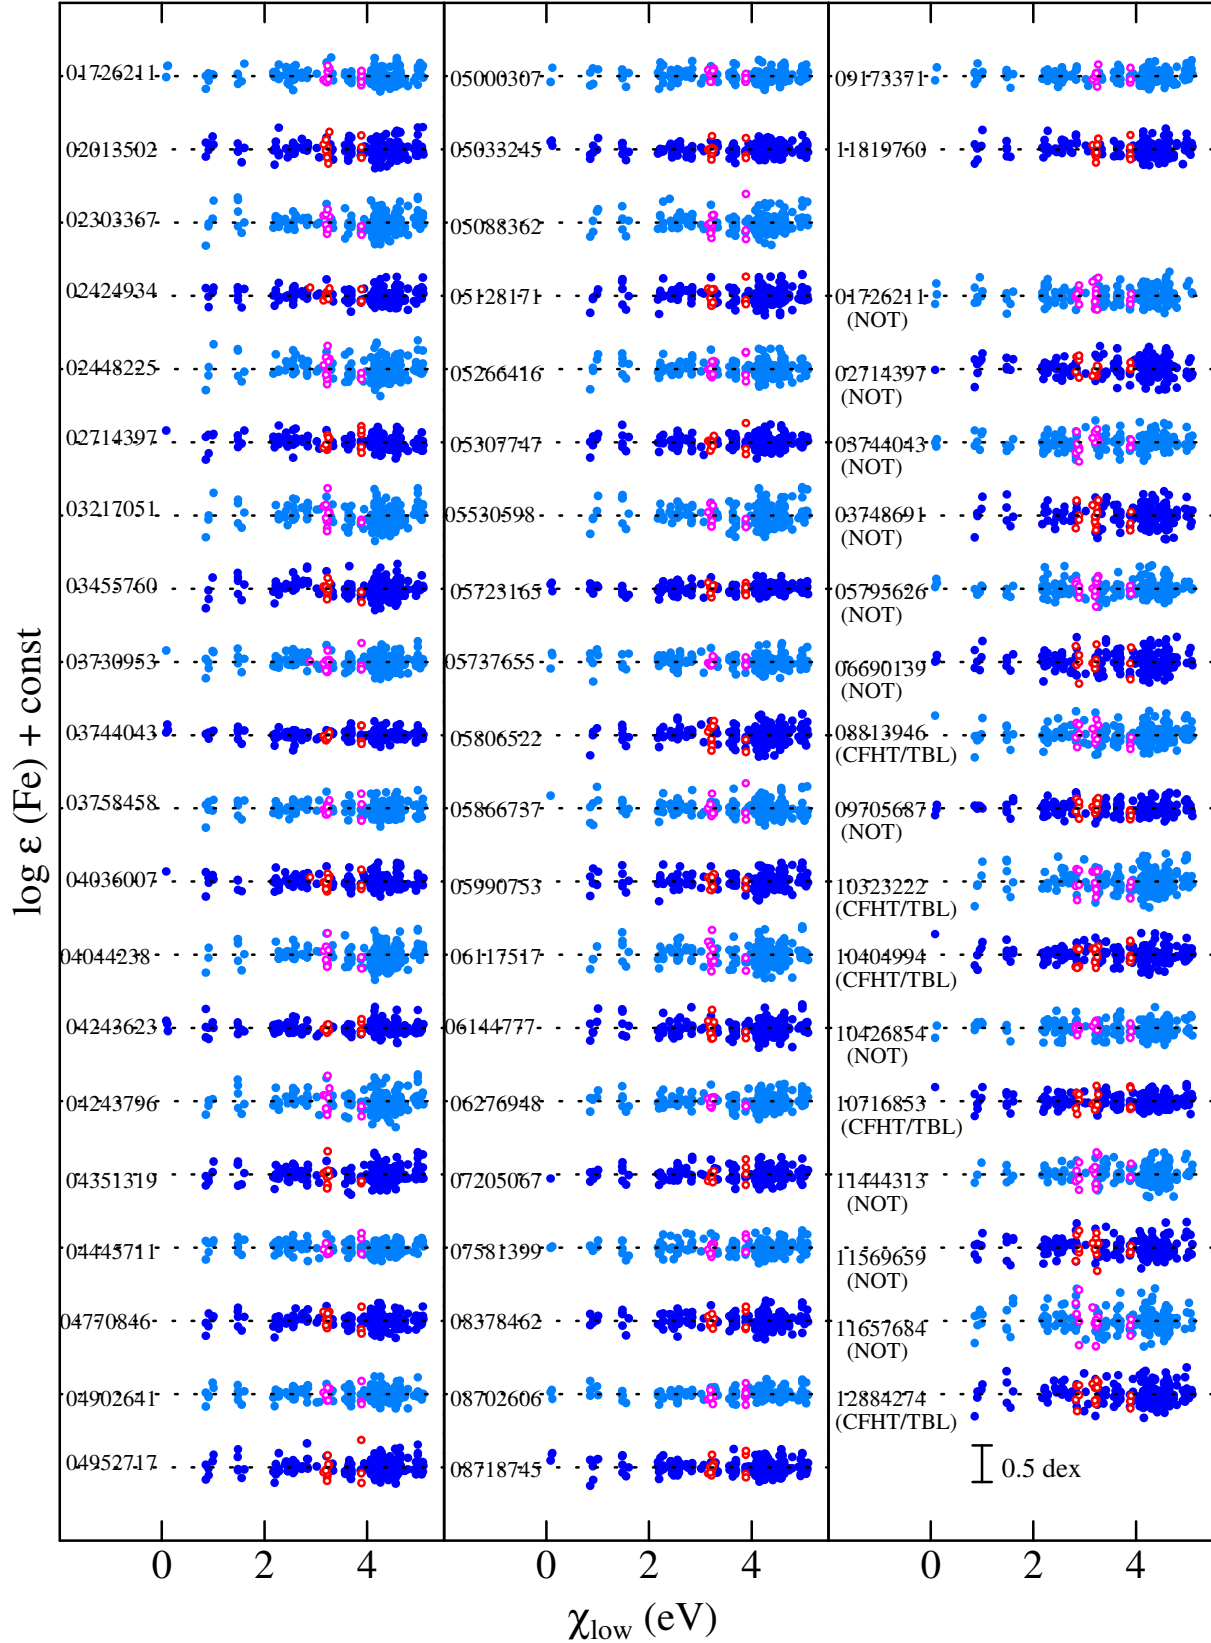 log ε (Fe) + const
01726211
02013502
02303367
02424934
02448225
02714397
03217051
03455760
03730953
03744043
03758458
04036007
04044238
04243623
04243796
04351319
04445711
04770846
04902641
04952717
05000307
05033245
05088362
05128171
05266416
05307747
05530598
05723165
05737655
05806522
05866737
05990753
06117517
06144777
06276948
07205067
07581399
08378462
08702606
08718745
09173371
11819760
01726211
(NOT)
02714397
(NOT)
03744043
(NOT)
03748691
(NOT)
05795626
(NOT)
06690139
(NOT)
08813946
(CFHT/TBL)
09705687
(NOT)
10323222
(CFHT/TBL)
10404994
(CFHT/TBL)
10426854
(NOT)
10716853
(CFHT/TBL)
11444313
(NOT)
11569659
(NOT)
11657684
(NOT)
12884274
(CFHT/TBL)
0.5 dex
0 2 4 0 2 4 0 2 4
χlow (eV)